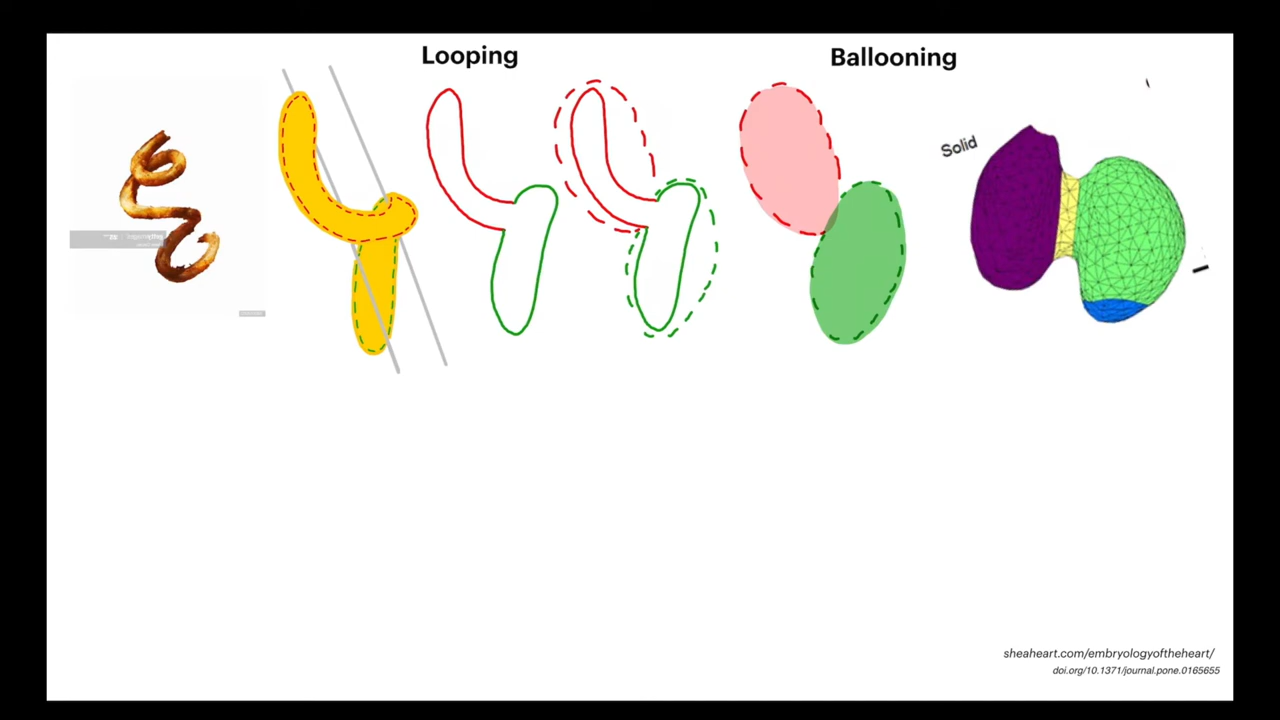 Looping
Ballooning
Solid
sheaheart.com/embryologyoftheheart/
doi.org/10.1371/journal.pone.0165655